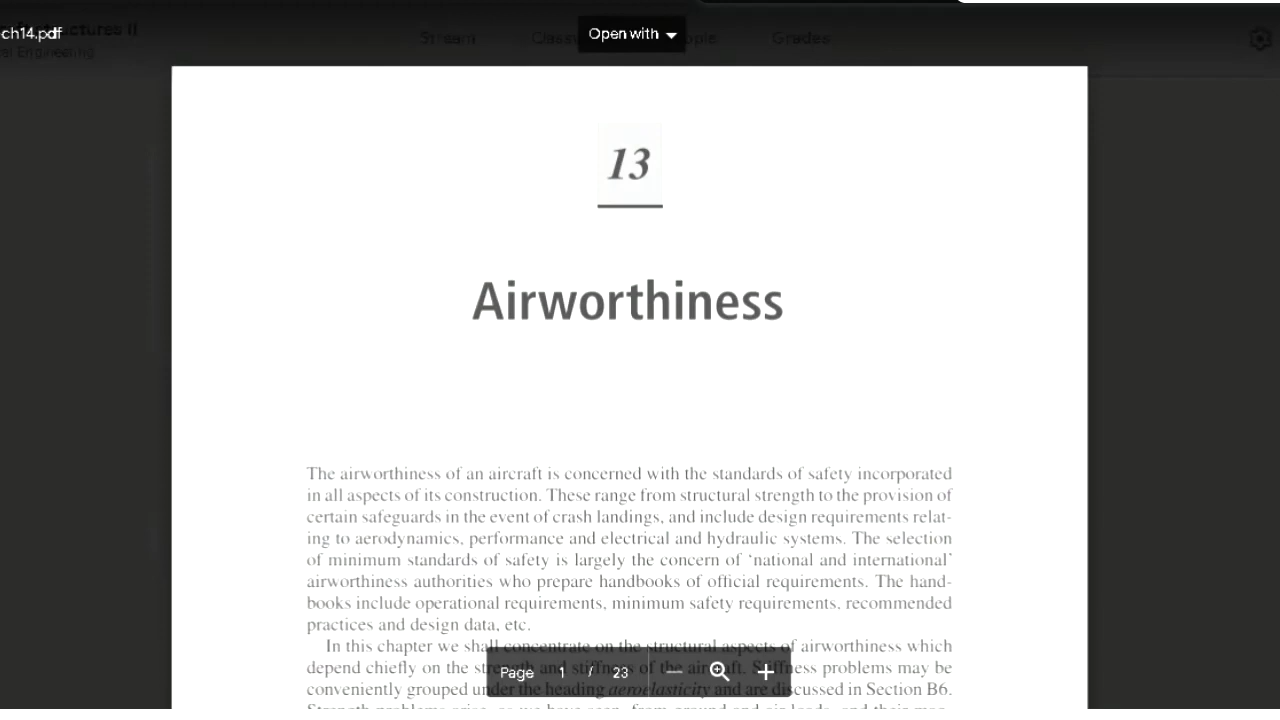 ch14.pdf
Open with
Stream
Grades
13
Airworthiness
The airworthiness of an aircraft is concerned with the standards of safety incorporated
in all aspects of its construction. These range from structural strength to the provision of
certain safeguards in the event of crash landings, and include design requirements relat-
ing to aerodynamics, performance and electrical and hydraulic systems. The selection
of minimum standards of safety is largely the concern of ‘national and international’
airworthiness authorities who prepare handbooks of official requirements. The hand-
books include operational requirements, minimum safety requirements, recommended
practices and design data, etc.
In this chapter we shall concentrate on the structural aspects of airworthiness which
depend chiefly on the strength and stiffness of the aircraft. Stiffness problems may be
conveniently grouped under the heading aeroelasticity and are discussed in Section B6.
Page 1 / 23